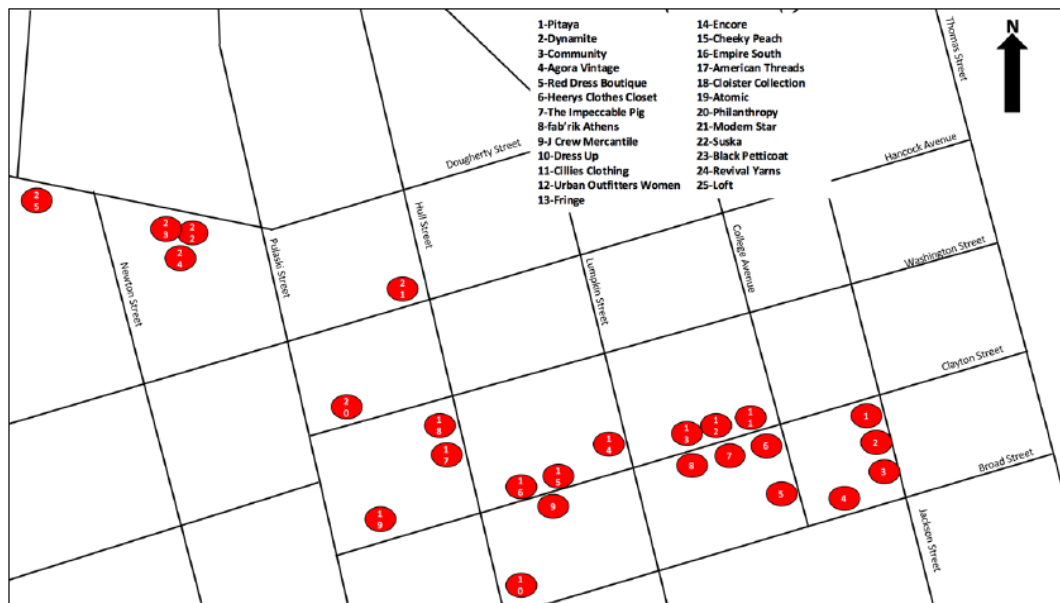 1-Pitaya
2-Dynamite
3-Community
4-Agora Vintage
5-Red Dress Boutique
6-Heerys Clothes Closet
7-The Impeccable Pig
8-fab'rik Athens
9-J Crew Mercantile
10-Dress Up
11-Cillies Clothing
12-Urban Outfitters Women
13-Fringe
14-Encore
15-Cheeky Peach
16-Empire South
17-American Threads
18-Cloister Collection
19-Atomic
20-Philanthropy
21-Modern Star
22-Suska
23-Black Petticoat
24-Revival Yarns
25-Loft
N
Thomas Street
Hancock Avenue
Dougherty Street
Hull Street
Pulaski Street
Newton Street
Lumpkin Street
College Avenue
Washington Street
Clayton Street
Broad Street
Jackson Street
25
23
22
24
21
20
18
17
19
16
15
9
14
10
13
12
11
8
7
6
5
1
2
3
4